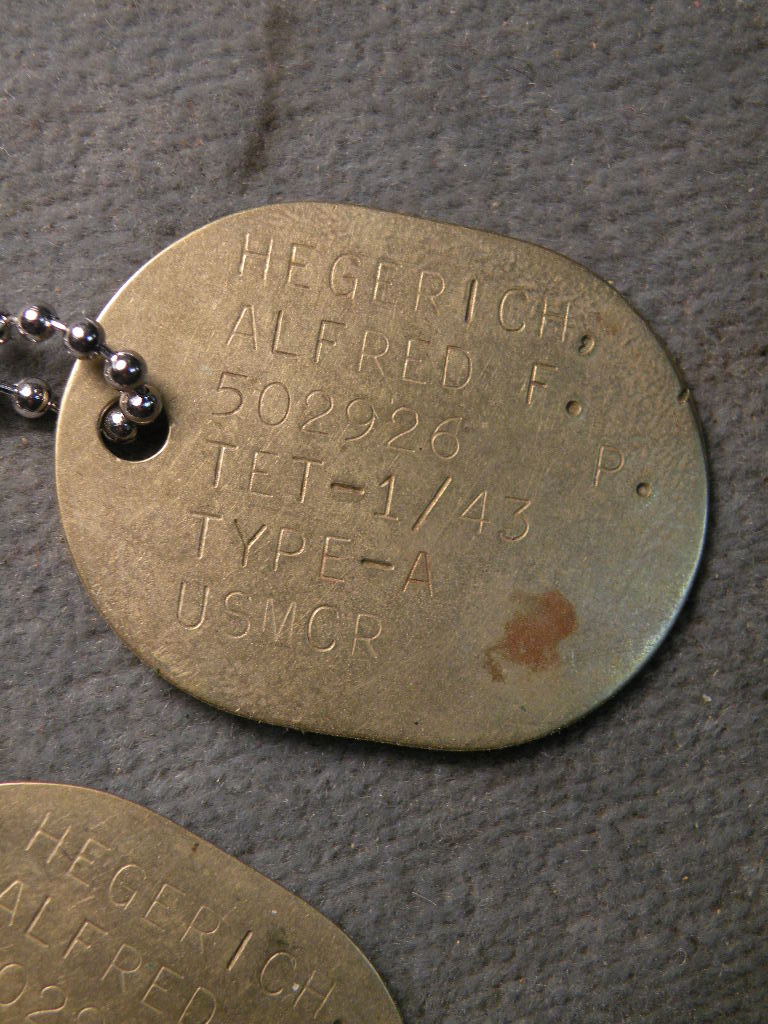 HEGERICH,
ALFRED F.
502926 P.
TET-1/43
TYPE-A
USMCR
HEGERICH,
ALFRED